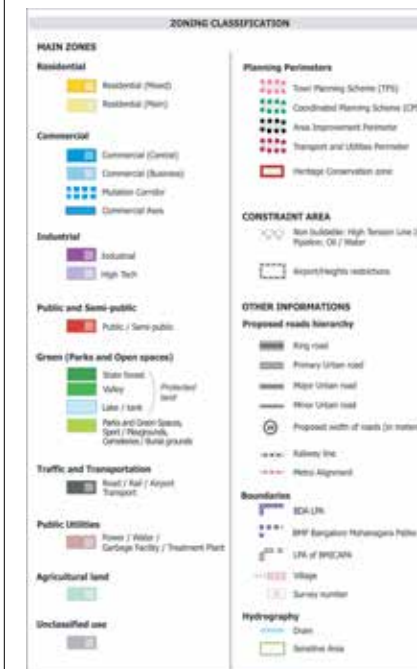 ZONING CLASSIFICATION
MAIN ZONES
Residential
Residential (Mixed)
Residential (Main)
Commercial
Commercial (Central)
Commercial (Business)
Mutation Corridor
Commercial Axes
Industrial
Industrial
High Tech
Public and Semi-public
Public / Semi public
Green (Parks and Open spaces)
State forest
Valley
Protected
land
Lake / tank
Parks and Green Spaces,
Sport / Playgrounds,
Cemeteries / Burial grounds
Traffic and Transportation
Road / Rail / Airport
Transport
Public Utilities
Power / Water /
Garbage Facility / Treatment Plant
Agricultural land
Unclassified use
Planning Perimeters
Town Planning Scheme (TPS)
Coordinated Planning Scheme (CPS
Area Improvement Perimeter
Transport and Utilities Perimeter
Heritage Conservation zone
CONSTRAINT AREA
Non buildable: High Tension Line
Pipeline: Oil / Water
Airport/Heights restrictions
OTHER INFORMATIONS
Proposed roads hierarchy
Ring road
Primary Urban road
Major Urban road
Minor Urban road
Proposed width of roads (in meter
Railway line
Metro Alignment
Boundaries
BDA LPA
BMP Bangalore Mahanagara Palike
LPA of BMICAPA
Village
Survey number
Hydrography
Drain
Sensitive Area